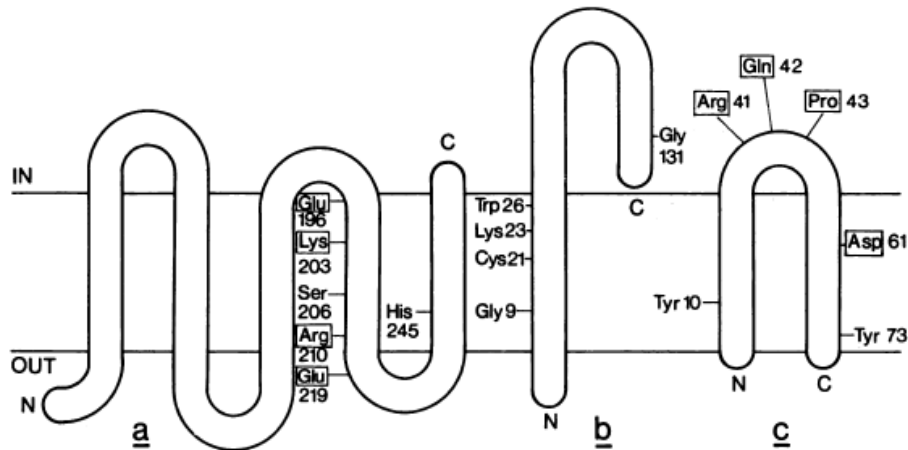 IN
OUT
N
C
Glu
196
Lys
203
Ser
206
Arg
210
Glu
219
His
245
a
Trp 26
Lys 23
Cys 21
Gly 9
Gly
131
C
N
b
Arg 41
Gln 42
Pro 43
Asp 61
Tyr 10
Tyr 73
N
C
c